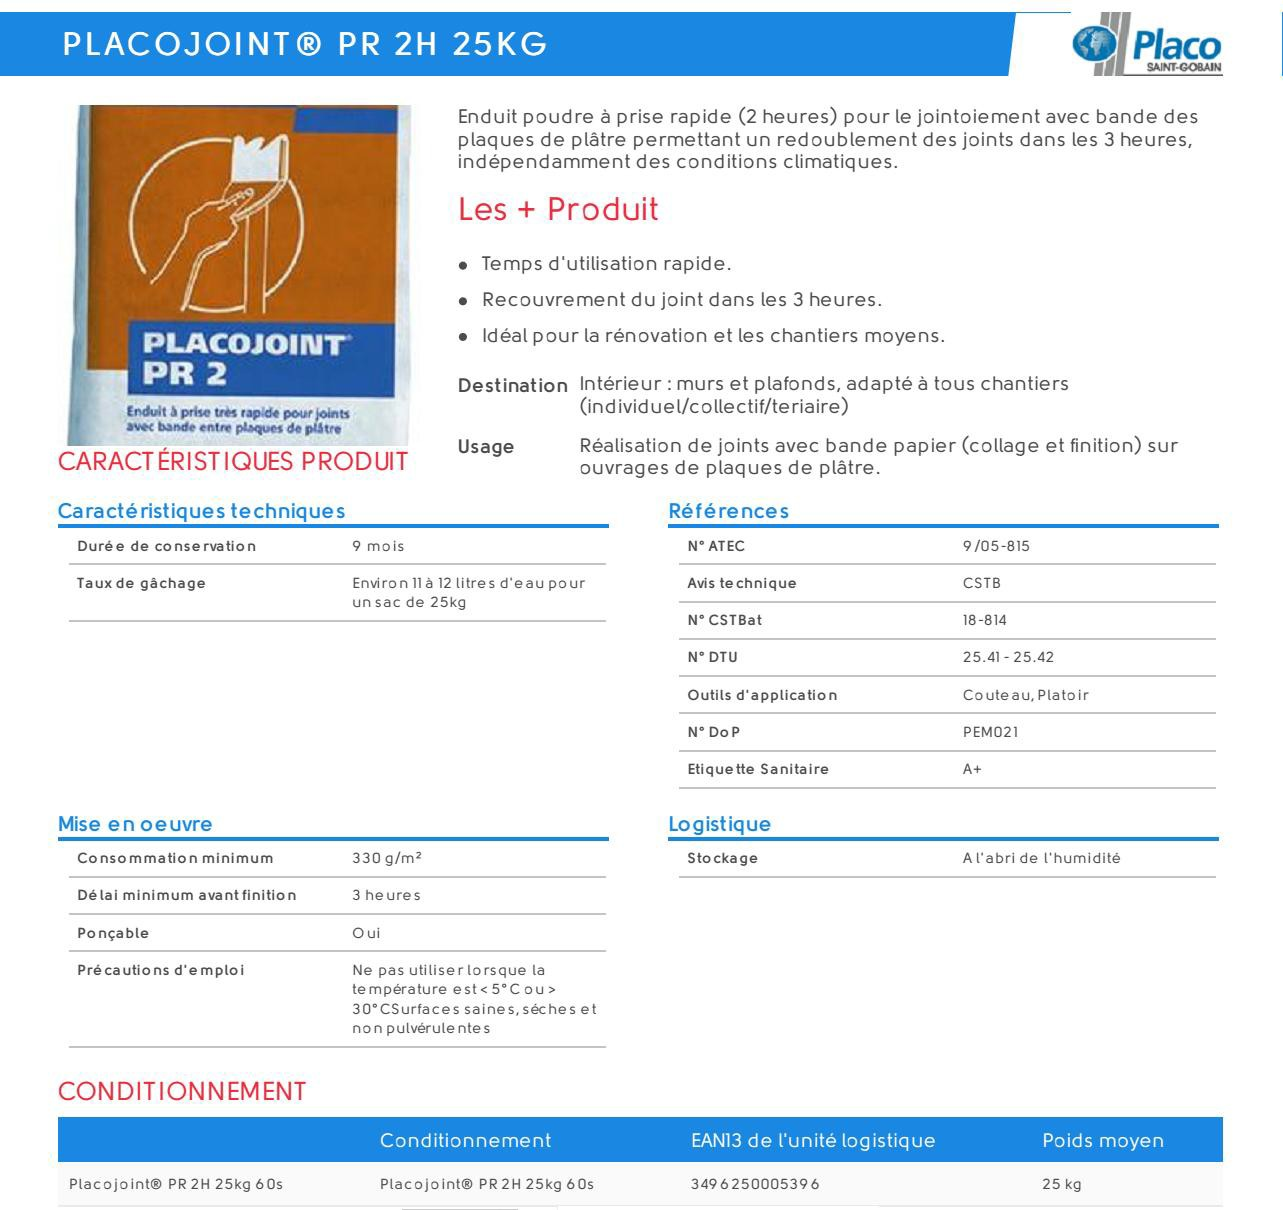 PLACOJOINT® PR 2H 25KG
Placo
SAINT-GOBAIN
PLACOJOINT®
PR 2
Enduit à prise très rapide pour joints
avec bande entre plaques de plâtre
Enduit poudre à prise rapide (2 heures) pour le jointoiement avec bande des
plaques de plâtre permettant un redoublement des joints dans les 3 heures,
indépendamment des conditions climatiques.
Les + Produit
● Temps d'utilisation rapide.
● Recouvrement du joint dans les 3 heures.
● Idéal pour la rénovation et les chantiers moyens.
Destination Intérieur : murs et plafonds, adapté à tous chantiers
(individuel/collectif/teriaire)
Usage Réalisation de joints avec bande papier (collage et finition) sur
ouvrages de plaques de plâtre.
CARACTÉRISTIQUES PRODUIT
Caractéristiques techniques
Durée de conservation 9 mois
Taux de gâchage Environ 11 à 12 litres d'eau pour
un sac de 25kg
Références
N° ATEC 9/05-815
Avis technique CSTB
N° CSTBat 18-814
N° DTU 25.41 - 25.42
Outils d'application Couteau, Platoir
N° DoP PEM021
Etiquette Sanitaire A+
Mise en oeuvre
Consommation minimum 330 g/m²
Délai minimum avant finition 3 heures
Ponçable Oui
Précautions d'emploi Ne pas utiliser lorsque la
température est < 5°C ou >
30°CSurfaces saines, séches et
non pulvérulentes
Logistique
Stockage A l'abri de l'humidité
CONDITIONNEMENT
Conditionnement EAN13 de l'unité logistique Poids moyen
Placojoint® PR 2H 25kg 60s Placojoint® PR 2H 25kg 60s 3496250005396 25 kg